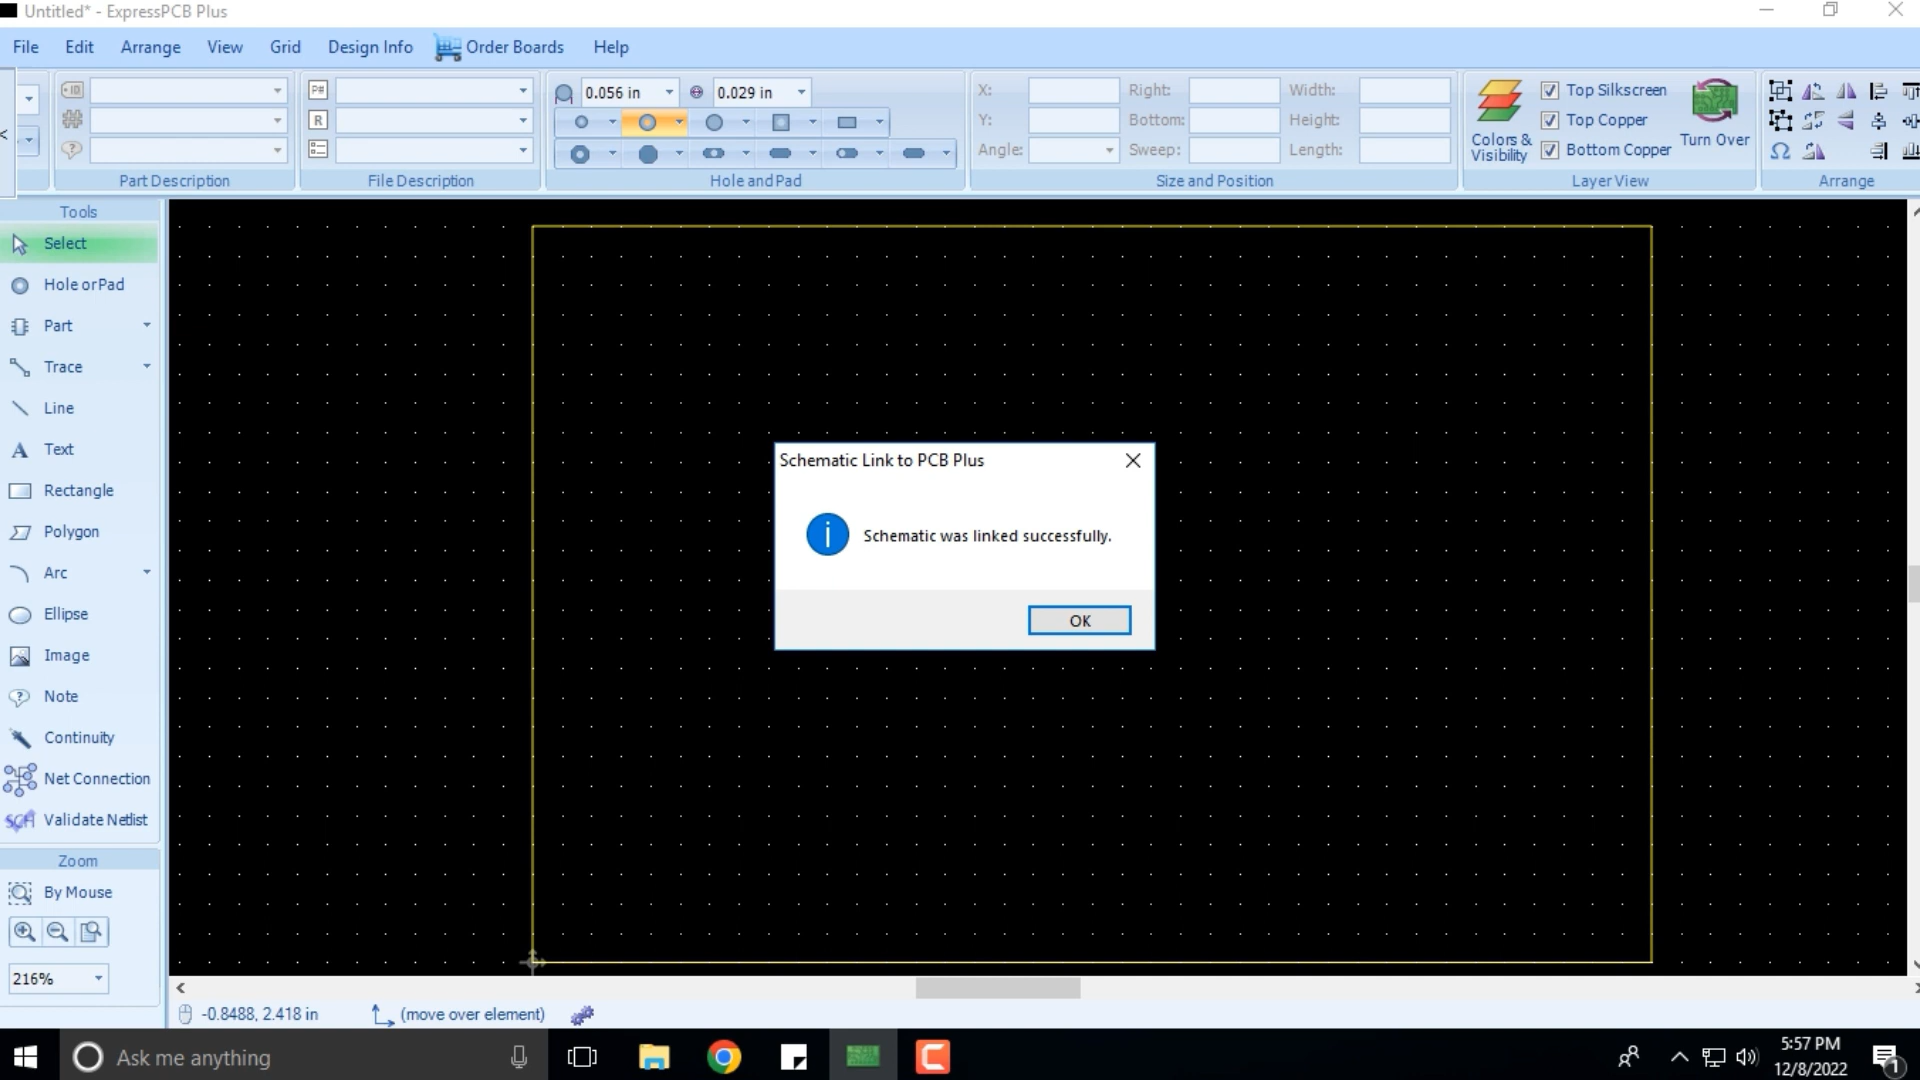 Untitled* - ExpressPCB Plus
File Edit Arrange View Grid Design Info Order Boards Help
ID
P#
0.056 in
0.029 in
X: Right: Width:
R
Y: Bottom: Height:
Angle: Sweep: Length:
Colors & Visibility
Top Silkscreen
Top Copper
Bottom Copper
Turn Over
Part Description File Description Hole and Pad Size and Position Layer View Arrange
Tools
Select
Hole or Pad
Part
Trace
Line
Text
Rectangle
Polygon
Arc
Ellipse
Image
Note
Continuity
Net Connection
Validate Netlist
Zoom
By Mouse
216%
Schematic Link to PCB Plus
Schematic was linked successfully.
OK
-0.8488, 2.418 in
(move over element)
Ask me anything
5:57 PM
12/8/2022
1